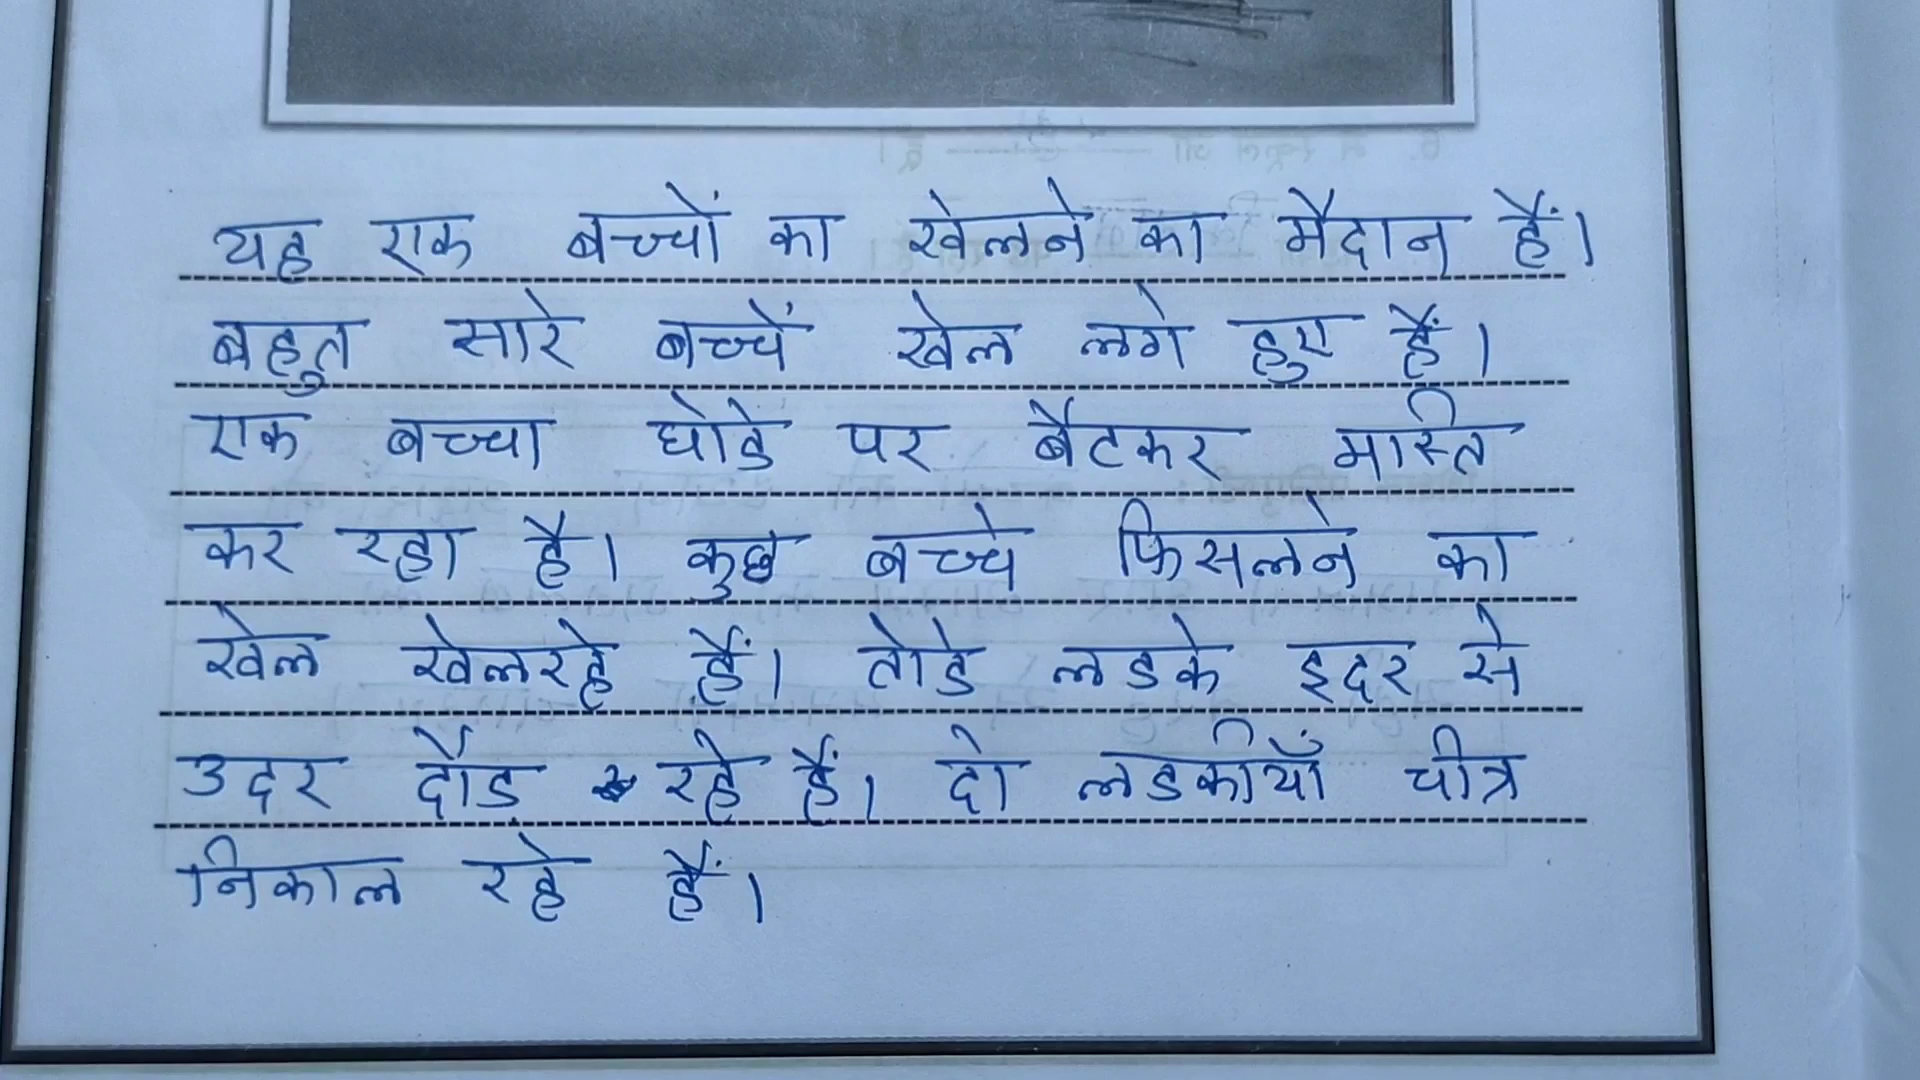 यह एक बच्चों का खेलने का मैदान हैं।
बहुत सारे बच्चें खेल लगे हुए हैं।
एक बच्चा घोडे पर बैटकर मास्ति
कर रहा है। कुछ बच्चे फिसलने का
खेल खेलरहे हैं। तोडे लडके इदर से
उदर दौड रहे हैं। दो लडकीयाँ चीत्र
निकाल रहे हैं।